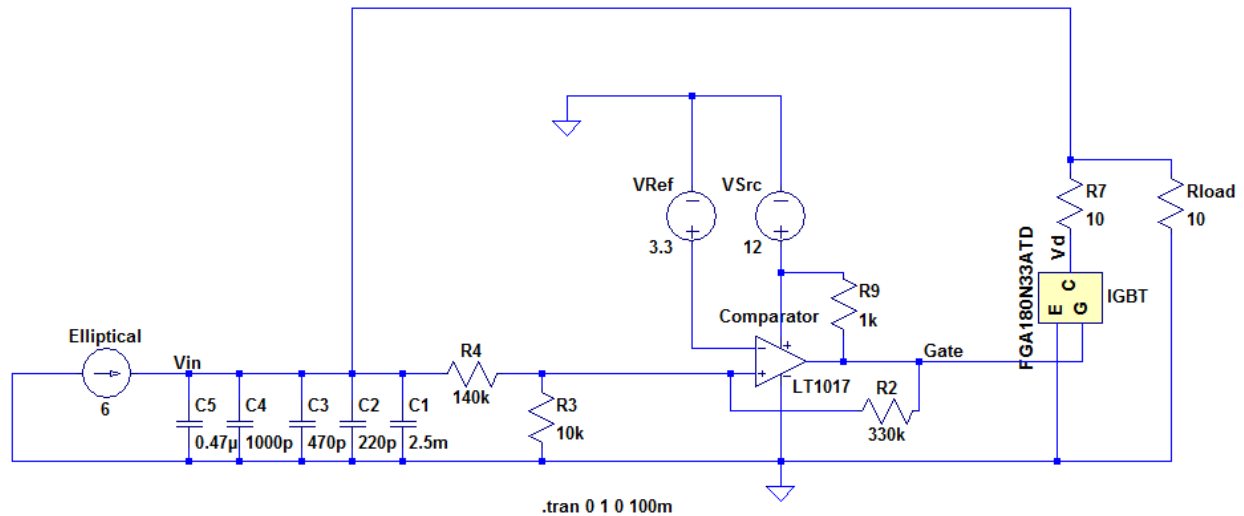 VRef
3.3
VSrc
12
R9
1k
Comparator
LT1017
R2
330k
Gate
R7
10
Rload
10
Vd
FGA180N33ATD
E
C
G
IGBT
Elliptical
6
Vin
C5
0.47µ
C4
1000p
C3
470p
C2
220p
C1
2.5m
R4
140k
R3
10k
.tran 0 1 0 100m